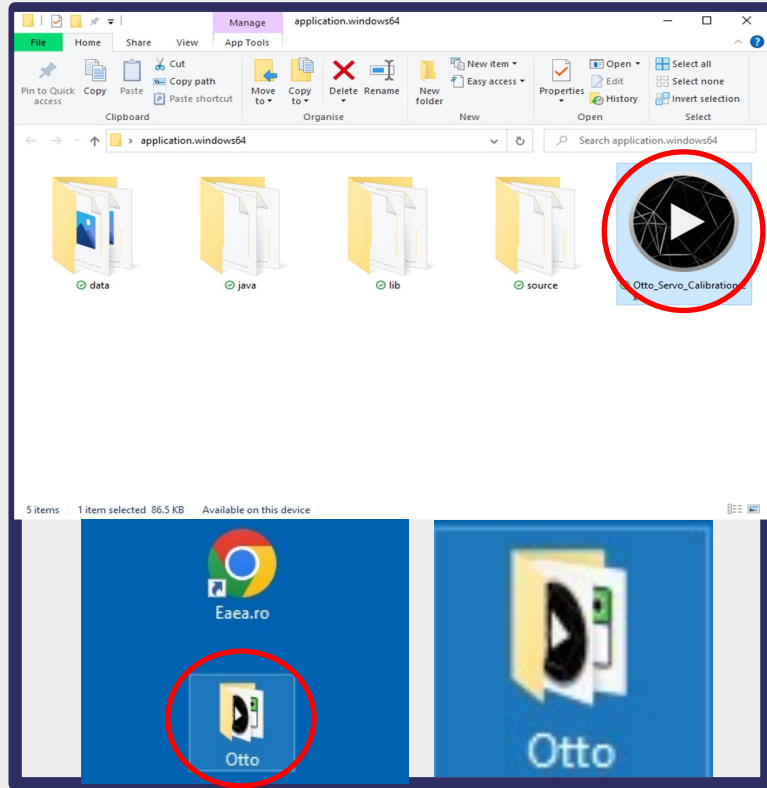 Manage application.windows64
File Home Share View App Tools
Pin to Quick access
Copy
Paste
Cut
Copy path
Paste shortcut
Clipboard
Move to
Copy to
Delete
Rename
Organise
New folder
New item
Easy access
New
Properties
Open
Edit
History
Open
Select all
Select none
Invert selection
Select
application.windows64
Search application.windows64
data
java
lib
source
Otto_Servo_Calibration.e
5 items 1 item selected 86.5 KB Available on this device
Eaea.ro
Otto
Otto